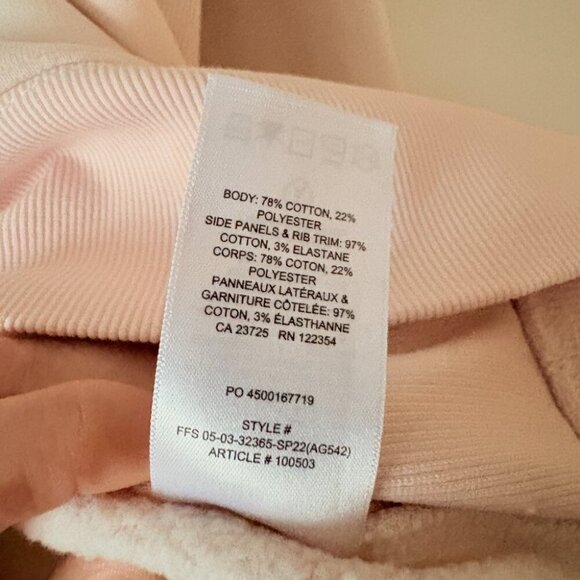 BODY: 78% COTTON, 22%
POLYESTER
SIDE PANELS & RIB TRIM: 97%
COTTON, 3% ELASTANE
CORPS: 78% COTON, 22%
POLYESTER
PANNEAUX LATÉRAUX &
GARNITURE CÔTELÉE: 97%
COTON, 3% ÉLASTHANNE
CA 23725 RN 122354
PO 4500167719
STYLE #
FFS 05-03-32365-SP22(AG542)
ARTICLE # 100503